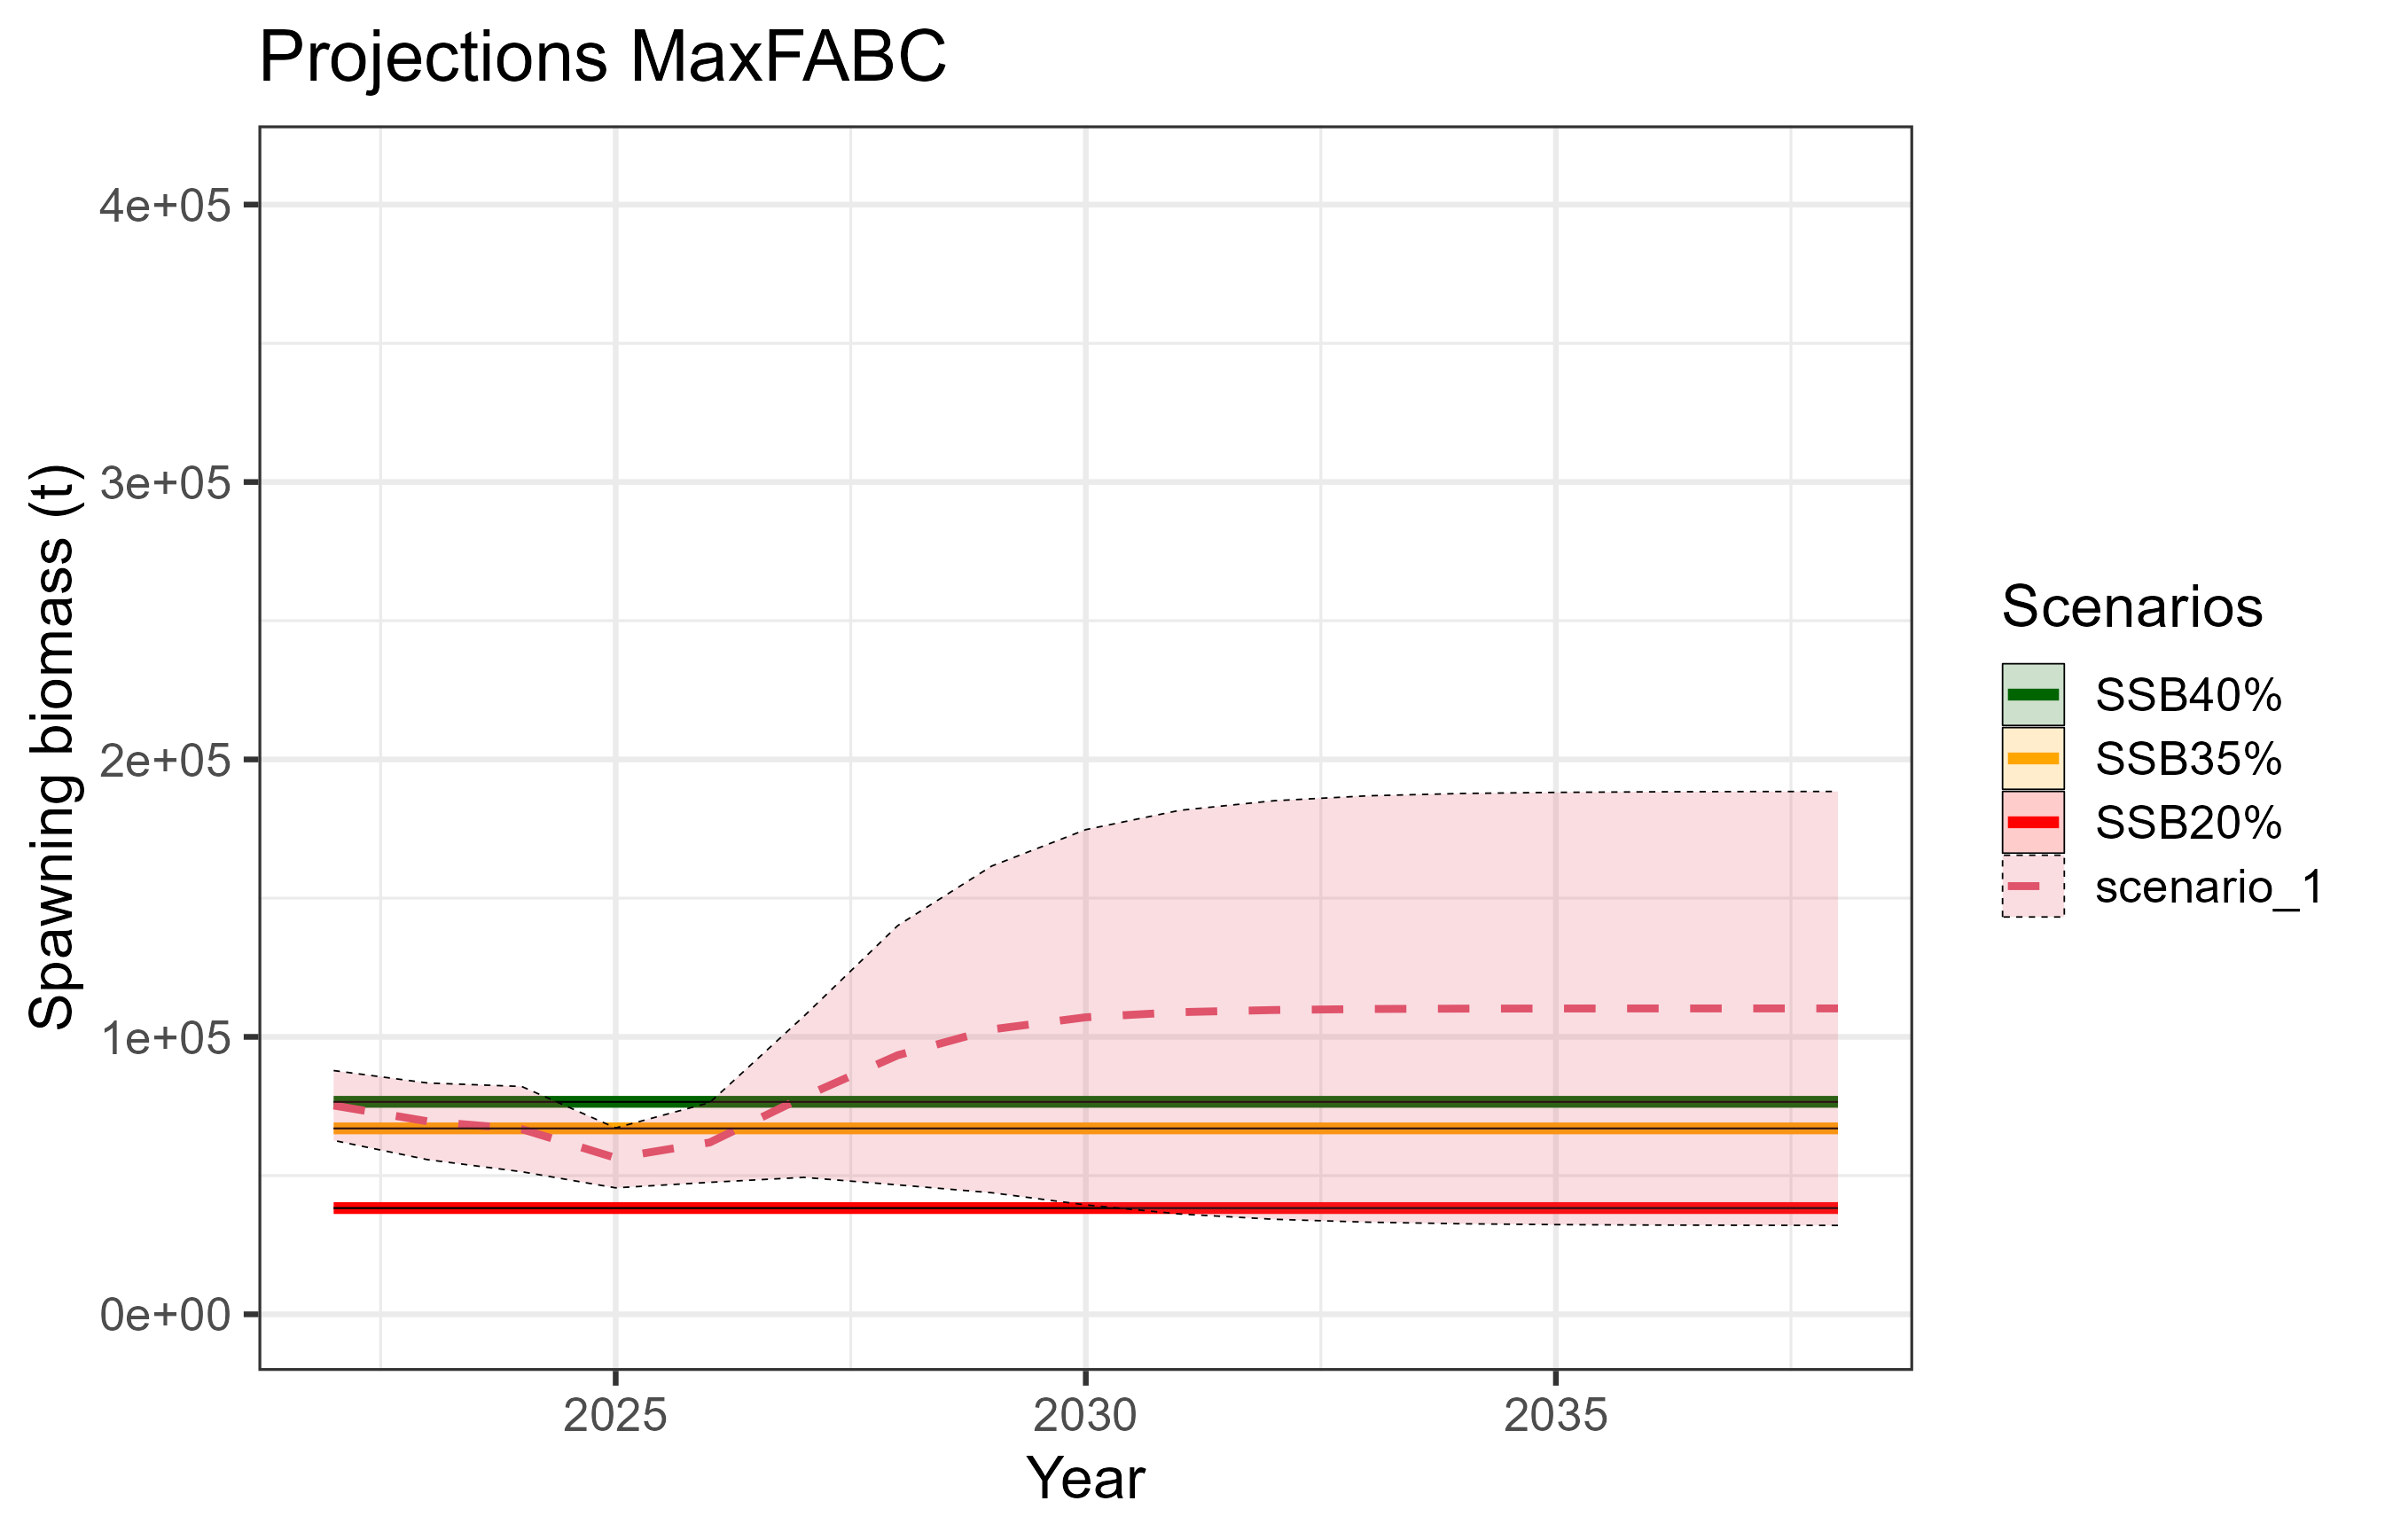 Projections MaxFABC
Spawning biomass (t)
4e+05
3e+05
2e+05
1e+05
0e+00
2025
2030
2035
Year
Scenarios
SSB40%
SSB35%
SSB20%
scenario_1